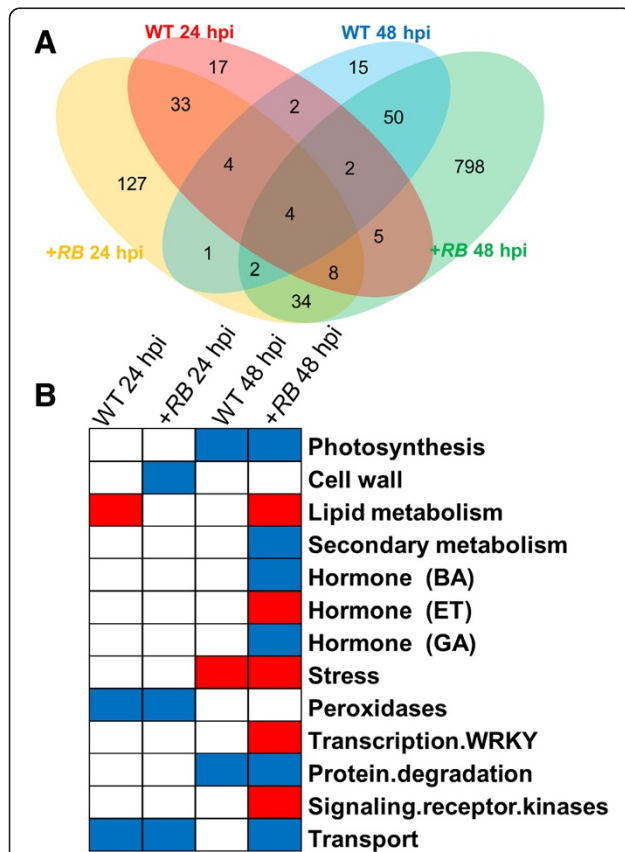 A
WT 24 hpi
WT 48 hpi
17
15
33
2
50
127
4
2
798
4
+RB 24 hpi
1
2
8
5
+RB 48 hpi
34
B
WT 24 hpi
+RB 24 hpi
WT 48 hpi
+RB 48 hpi
Photosynthesis
Cell wall
Lipid metabolism
Secondary metabolism
Hormone (BA)
Hormone (ET)
Hormone (GA)
Stress
Peroxidases
Transcription.WRKY
Protein.degradation
Signaling.receptor.kinases
Transport